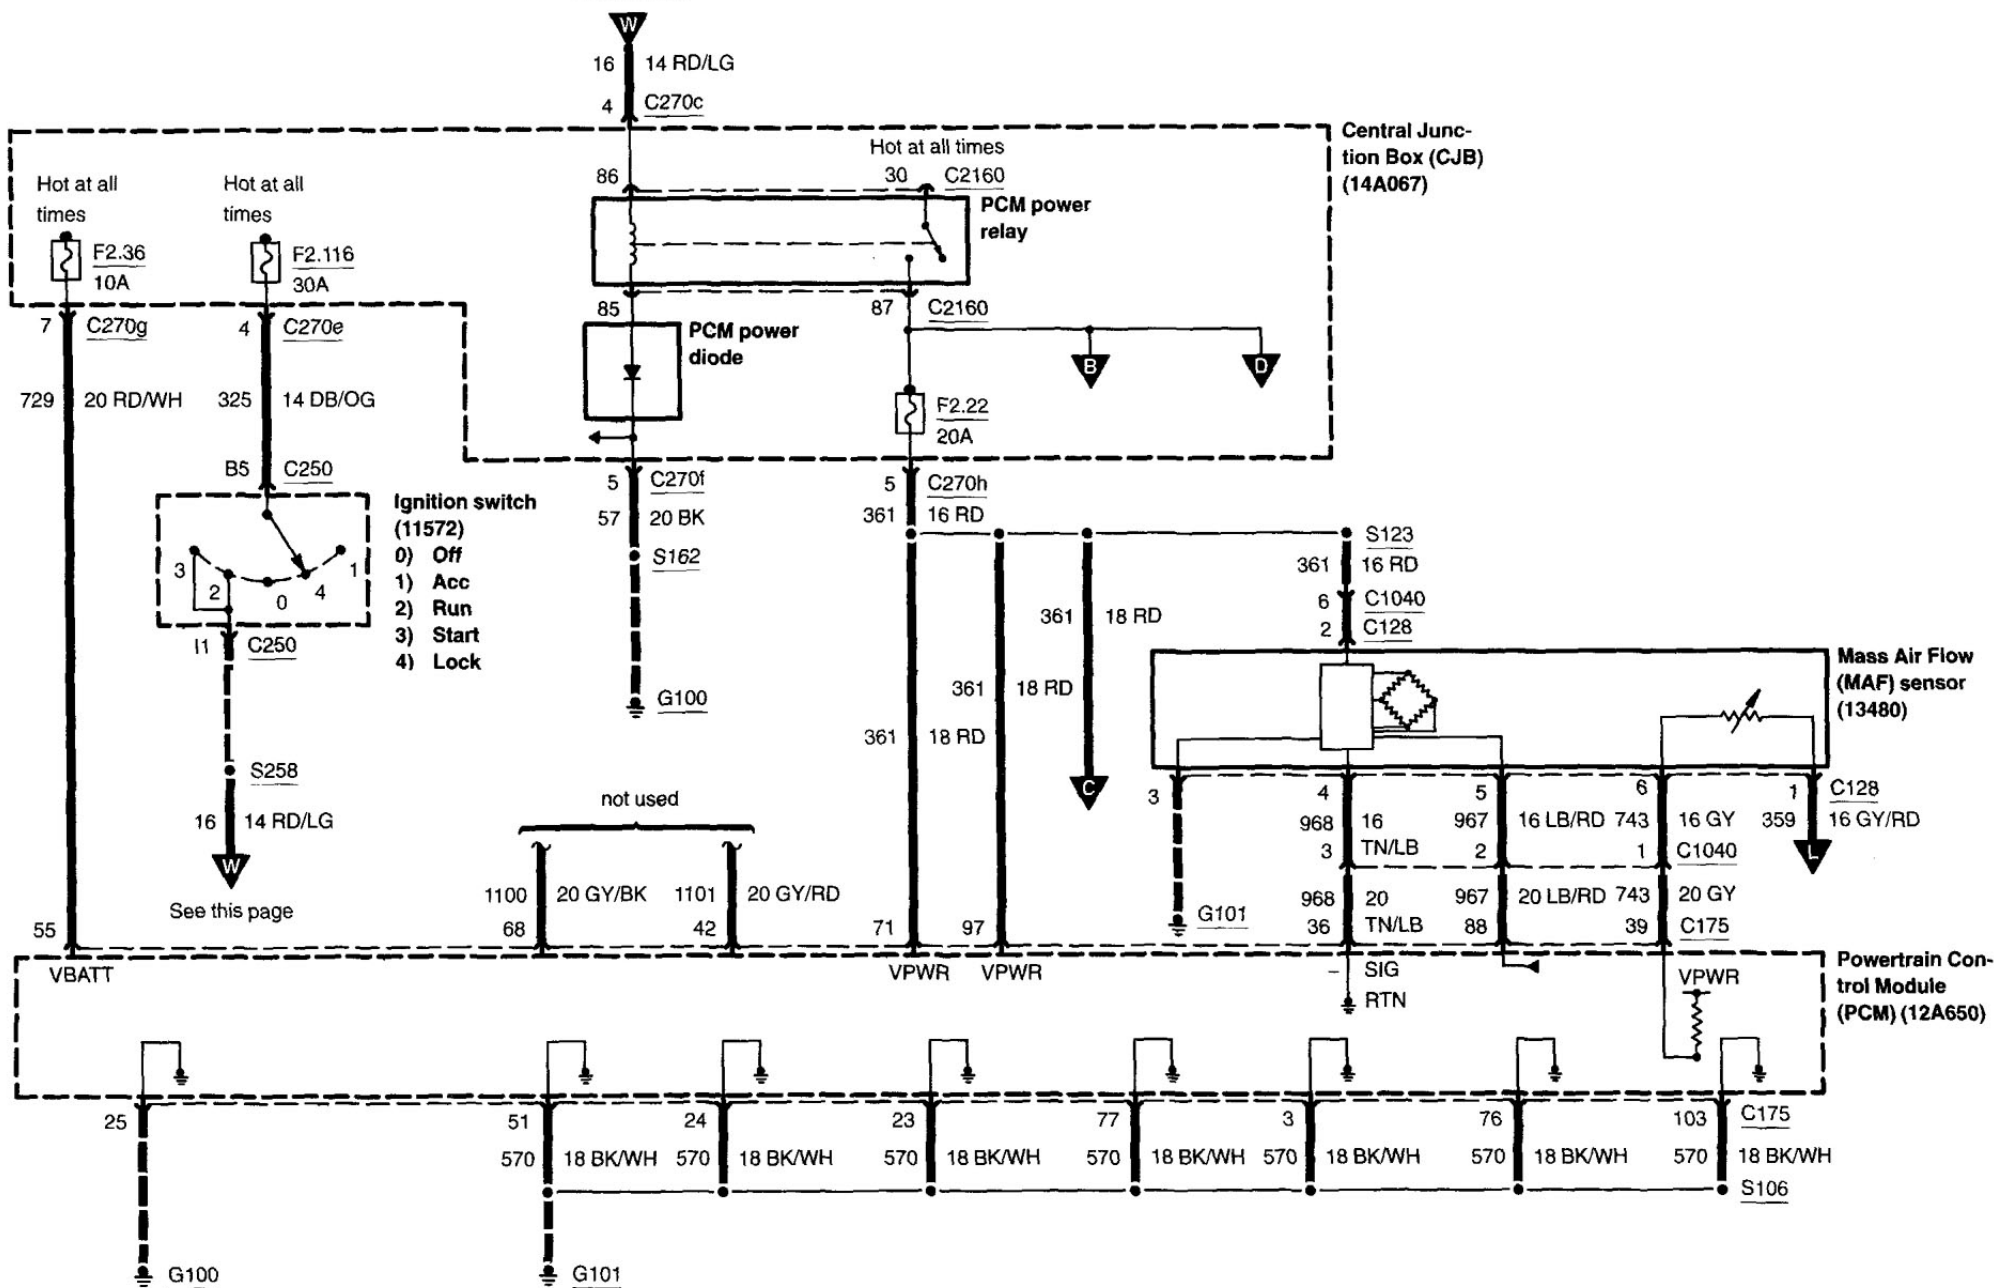 W
16 14 RD/LG
4 C270c
Central Junc-
tion Box (CJB)
(14A067)
Hot at all times
86 30 C2160
Hot at all
times
Hot at all
times
PCM power
relay
F2.36
10A
F2.116
30A
85 87 C2160
7 C270g
4 C270e
PCM power
diode
B D
729 20 RD/WH
325 14 DB/OG
F2.22
20A
B5 C250
5 C270f
5 C270h
57 20 BK
361 16 RD
Ignition switch
(11572)
0) Off
1) Acc
2) Run
3) Start
4) Lock
3 2 0 4 1
S162
S123
361 16 RD
6 C1040
2 C128
361 18 RD
I1 C250
Mass Air Flow
(MAF) sensor
(13480)
361 18 RD
G100
361 18 RD
S258
C
not used
16 14 RD/LG
W
See this page
3 4 5 6 1 C128
968 16 967 16 LB/RD 743 16 GY 359 16 GY/RD
3 TN/LB 2 1 C1040
L
1100 20 GY/BK 1101 20 GY/RD
968 20 967 20 LB/RD 743 20 GY
G101
55 68 42 71 97 36 TN/LB 88 39 C175
VBATT VPWR VPWR
– SIG
RTN
VPWR
Powertrain Con-
trol Module
(PCM) (12A650)
25 51 24 23 77 3 76 103 C175
570 18 BK/WH 570 18 BK/WH 570 18 BK/WH 570 18 BK/WH 570 18 BK/WH 570 18 BK/WH 570 18 BK/WH
S106
G100 G101